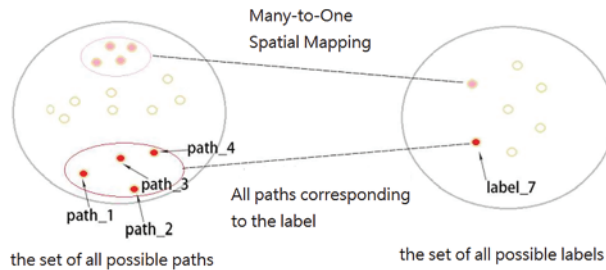 Many-to-One
Spatial Mapping
path_4
path_3
path_1
path_2
label_7
All paths corresponding
to the label
the set of all possible paths
the set of all possible labels